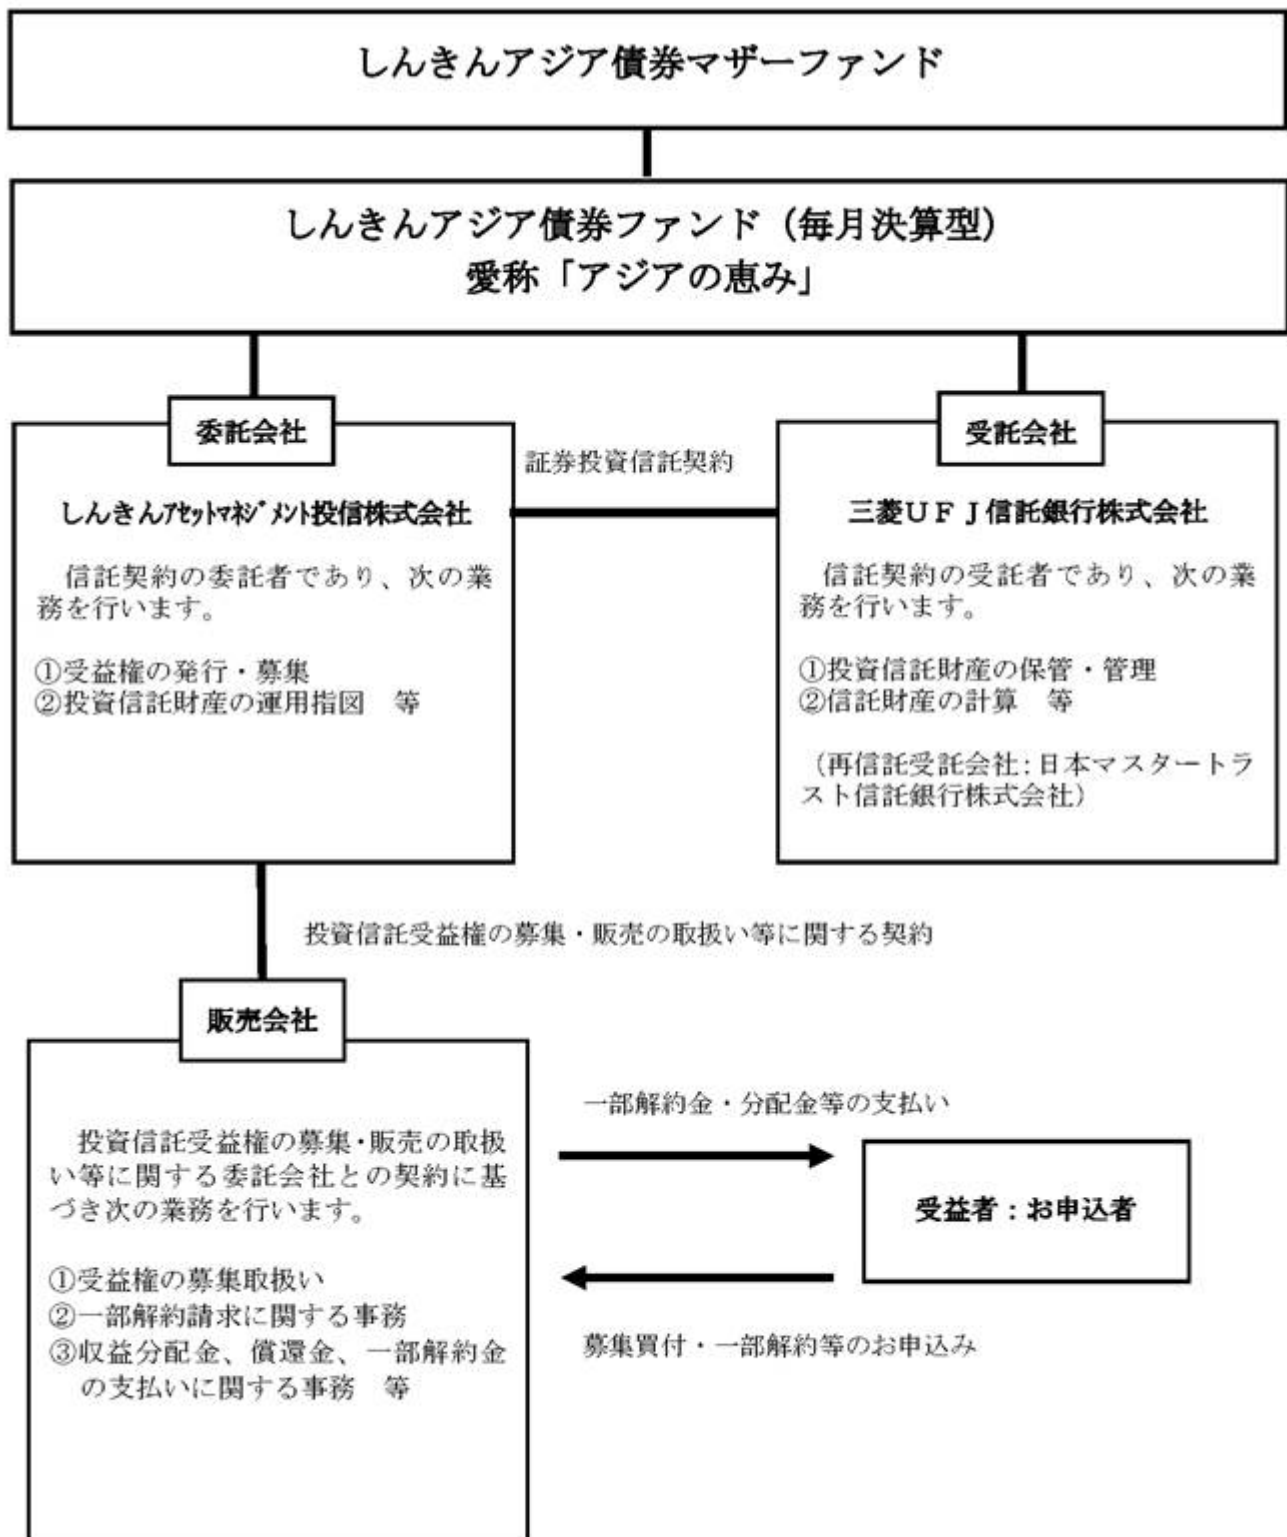 しんきんアジア債券マザーファンド
しんきんアジア債券ファンド（毎月決算型）
愛称「アジアの恵み」
委託会社
しんきんｱｾｯﾄﾏﾈｼﾞﾒﾝﾄ投信株式会社
信託契約の委託者であり、次の業
務を行います。
①受益権の発行・募集
②投資信託財産の運用指図　等
証券投資信託契約
受託会社
三菱ＵＦＪ信託銀行株式会社
信託契約の受託者であり、次の業
務を行います。
①投資信託財産の保管・管理
②信託財産の計算　等
（再信託受託会社：日本マスタートラ
スト信託銀行株式会社）
投資信託受益権の募集・販売の取扱い等に関する契約
販売会社
投資信託受益権の募集・販売の取扱
い等に関する委託会社との契約に基
づき次の業務を行います。
①受益権の募集取扱い
②一部解約請求に関する事務
③収益分配金、償還金、一部解約金
の支払いに関する事務　等
一部解約金・分配金等の支払い
受益者：お申込者
募集買付・一部解約等のお申込み